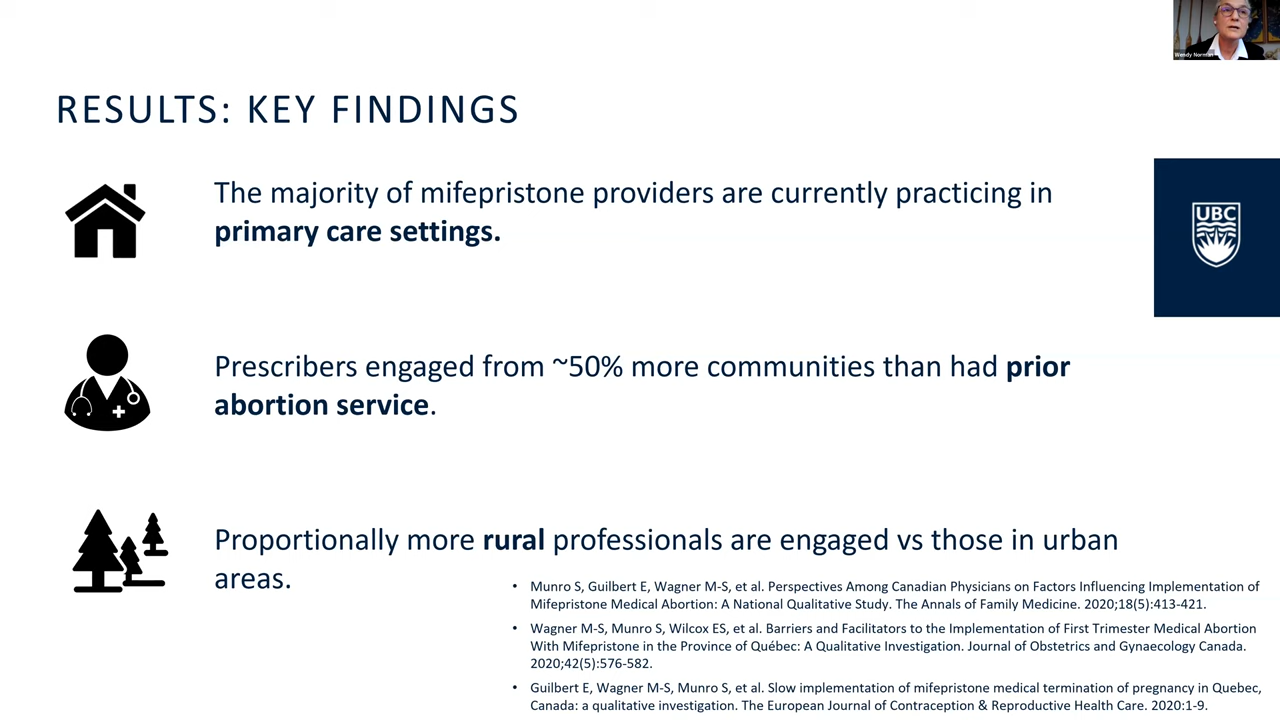 Wendy Norman
RESULTS: KEY FINDINGS
The majority of mifepristone providers are currently practicing in
primary care settings.
UBC
Prescribers engaged from ~50% more communities than had prior
abortion service.
Proportionally more rural professionals are engaged vs those in urban
areas.
• Munro S, Guilbert E, Wagner M-S, et al. Perspectives Among Canadian Physicians on Factors Influencing Implementation of
Mifepristone Medical Abortion: A National Qualitative Study. The Annals of Family Medicine. 2020;18(5):413-421.
• Wagner M-S, Munro S, Wilcox ES, et al. Barriers and Facilitators to the Implementation of First Trimester Medical Abortion
With Mifepristone in the Province of Québec: A Qualitative Investigation. Journal of Obstetrics and Gynaecology Canada.
2020;42(5):576-582.
• Guilbert E, Wagner M-S, Munro S, et al. Slow implementation of mifepristone medical termination of pregnancy in Quebec,
Canada: a qualitative investigation. The European Journal of Contraception & Reproductive Health Care. 2020:1-9.